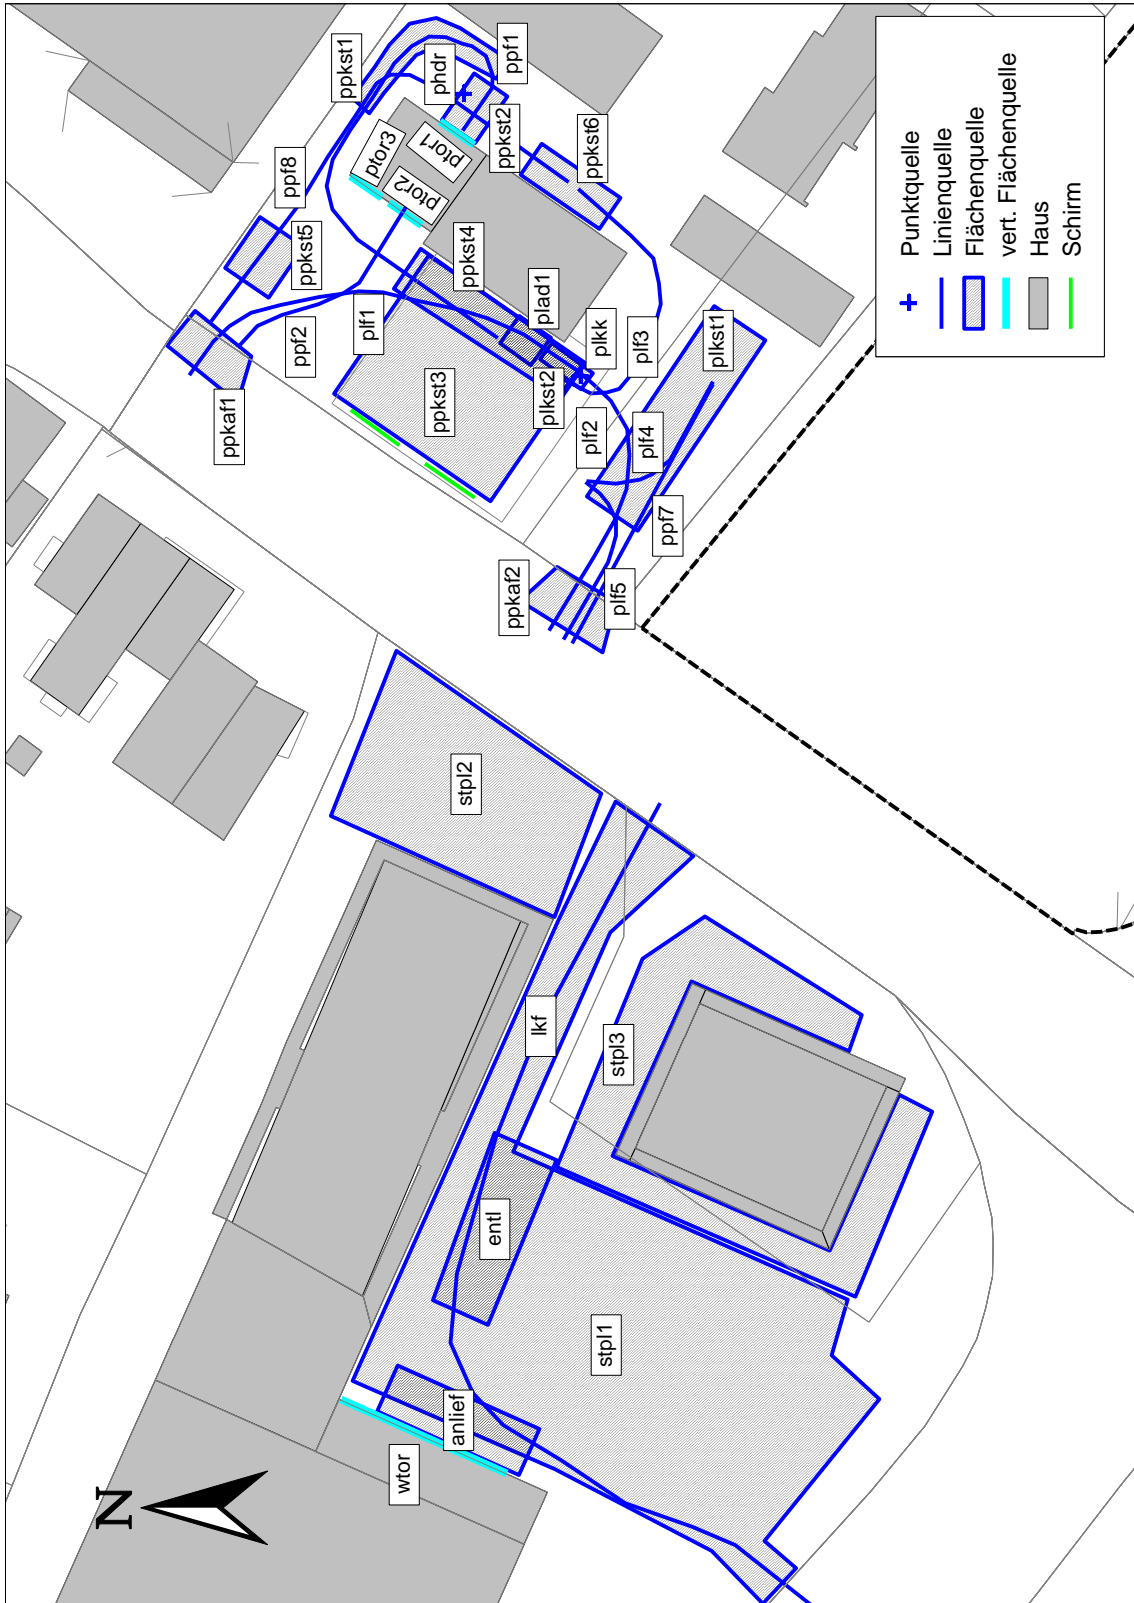 N
wtor
anlief
stpl1
entl
lkf
stpl3
stpl2
ppkaf2
plf5
ppkaf1
ppf2
ppkst5
ppf8
ppkst1
phdr
ppf1
ptor3
ptor1
ptor2
ppkst2
ppkst6
ppkst4
plf1
plad1
plkk
plf3
ppkst3
plkst2
plkst1
plf2
plf4
ppf7
Punktquelle
Linienquelle
Flächenquelle
vert. Flächenquelle
Haus
Schirm